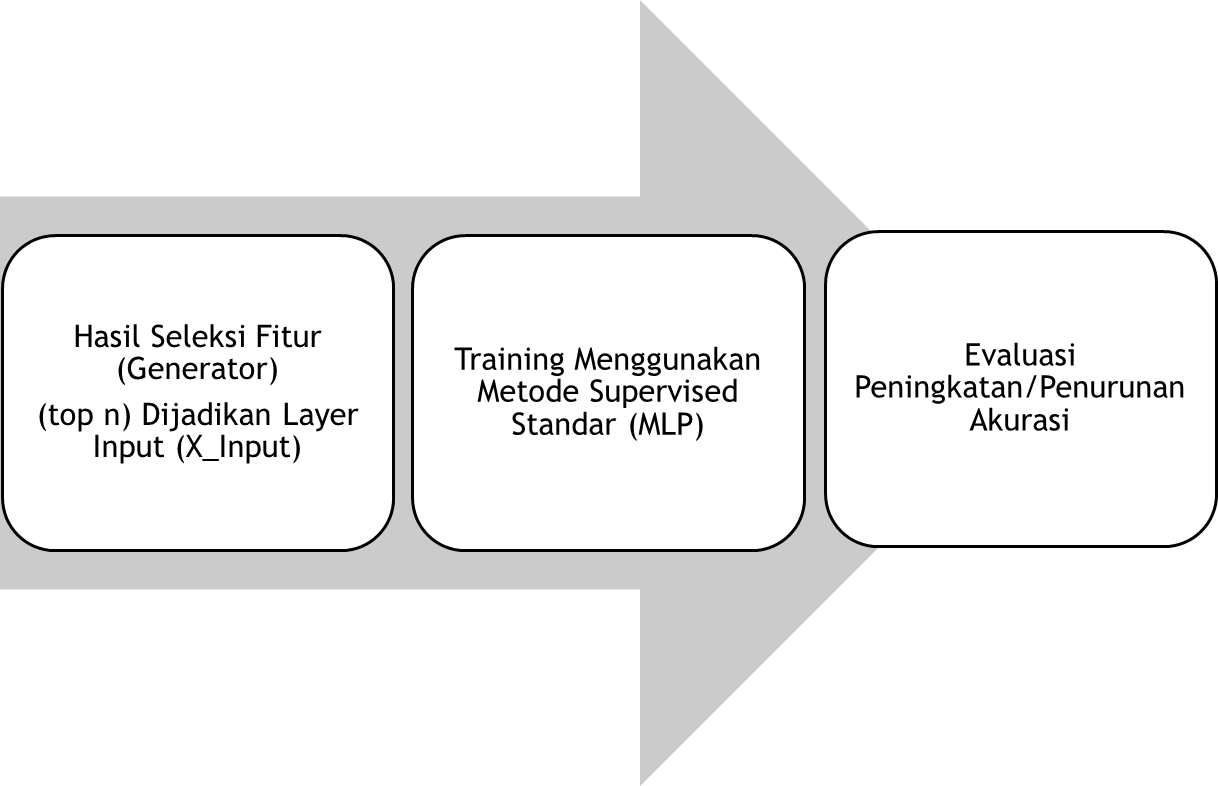 Hasil Seleksi Fitur
(Generator)
(top n) Dijadikan Layer
Input (X_Input)
Training Menggunakan
Metode Supervised
Standar (MLP)
Evaluasi
Peningkatan/Penurunan
Akurasi